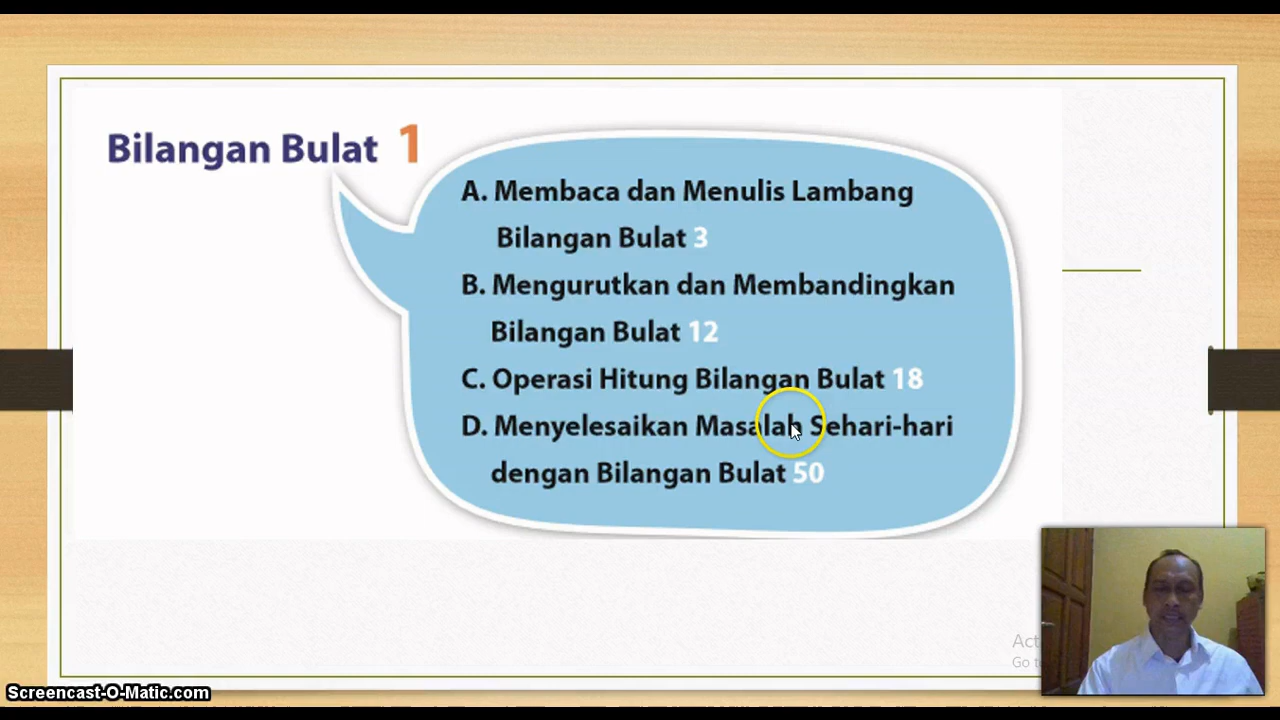 Bilangan Bulat 1
A. Membaca dan Menulis Lambang
Bilangan Bulat 3
B. Mengurutkan dan Membandingkan
Bilangan Bulat 12
C. Operasi Hitung Bilangan Bulat 18
D. Menyelesaikan Masalah Sehari-hari
dengan Bilangan Bulat 50
Go
Screencast-O-Matic.com